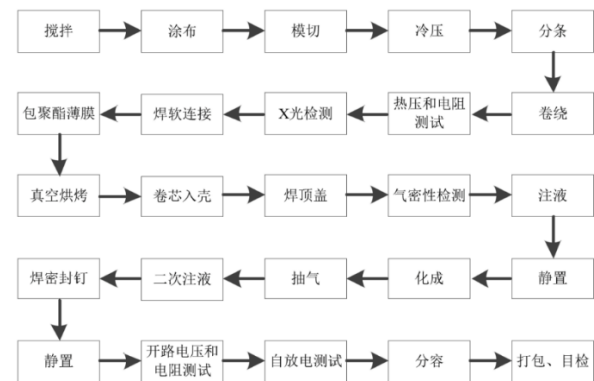 搅拌
涂布
模切
冷压
分条
卷绕
热压和电阻
测试
X光检测
焊软连接
包聚酯薄膜
真空烘烤
卷芯入壳
焊顶盖
气密性检测
注液
静置
化成
抽气
二次注液
焊密封钉
静置
开路电压和
电阻测试
自放电测试
分容
打包、目检